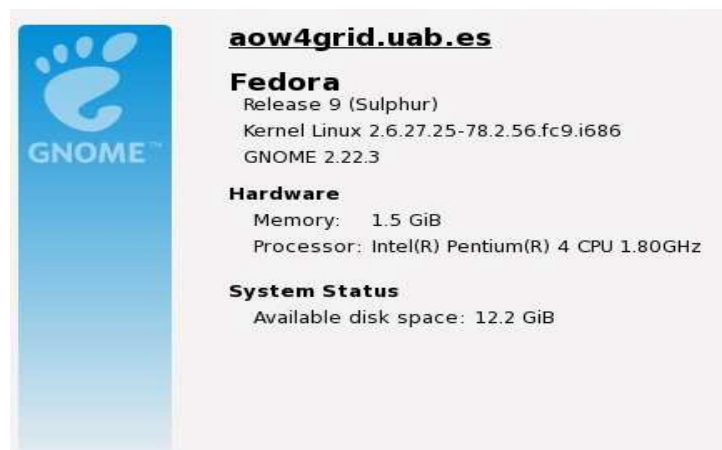 aow4grid.uab.es
Fedora
Release 9 (Sulphur)
Kernel Linux 2.6.27.25-78.2.56.fc9.i686
GNOME 2.22.3
GNOME™
Hardware
Memory: 1.5 GiB
Processor: Intel(R) Pentium(R) 4 CPU 1.80GHz
System Status
Available disk space: 12.2 GiB